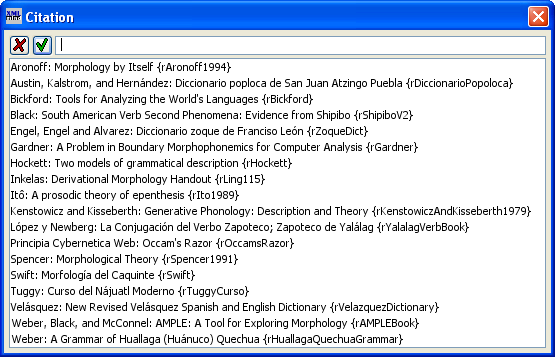 XML
mind
Citation
Aronoff: Morphology by Itself {rAronoff1994}
Austin, Kalstrom, and Hernández: Diccionario popoloca de San Juan Atzingo Puebla {rDiccionarioPopoloca}
Bickford: Tools for Analyzing the World's Languages {rBickford}
Black: South American Verb Second Phenomena: Evidence from Shipibo {rShipiboV2}
Engel, Engel and Alvarez: Diccionario zoque de Franciso León {rZoqueDict}
Gardner: A Problem in Boundary Morphophonemics for Computer Analysis {rGardner}
Hockett: Two models of grammatical description {rHockett}
Inkelas: Derivational Morphology Handout {rLing115}
Itô: A prosodic theory of epenthesis {rIto1989}
Kenstowicz and Kisseberth: Generative Phonology: Description and Theory {rKenstowiczAndKisseberth1979}
López y Newberg: La Conjugación del Verbo Zapoteco; Zapoteco de Yalálag {rYalalagVerbBook}
Principia Cybernetica Web: Occam's Razor {rOccamsRazor}
Spencer: Morphological Theory {rSpencer1991}
Swift: Morfología del Caquinte {rSwift}
Tuggy: Curso del Nájuatl Moderno {rTuggyCurso}
Velásquez: New Revised Velásquez Spanish and English Dictionary {rVelazquezDictionary}
Weber, Black, and McConnel: AMPLE: A Tool for Exploring Morphology {rAMPLEBook}
Weber: A Grammar of Huallaga (Huánuco) Quechua {rHuallagaQuechuaGrammar}